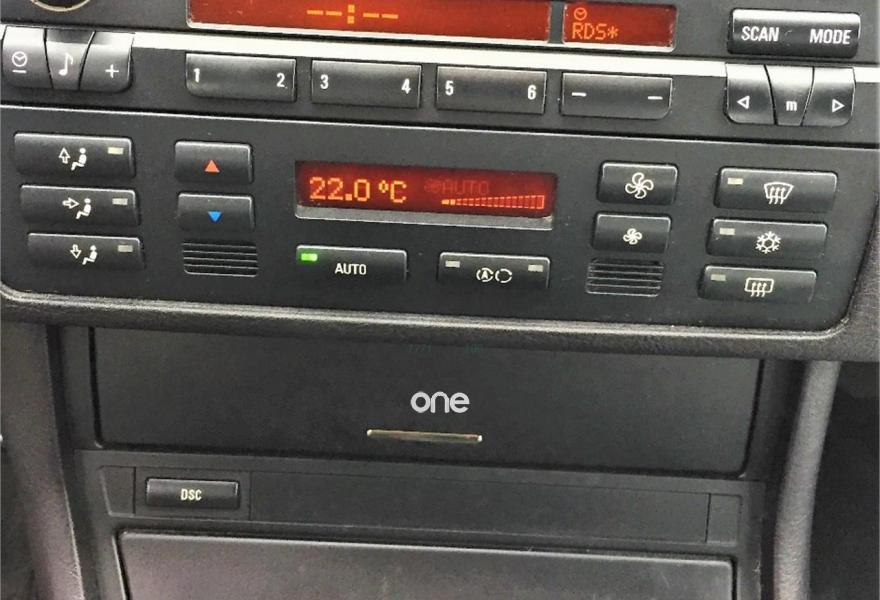 --:--
RDS*
SCAN MODE
1 2 3 4 5 6 — —
+ m
22.0 °C AUTO
AUTO
A
one
DSC